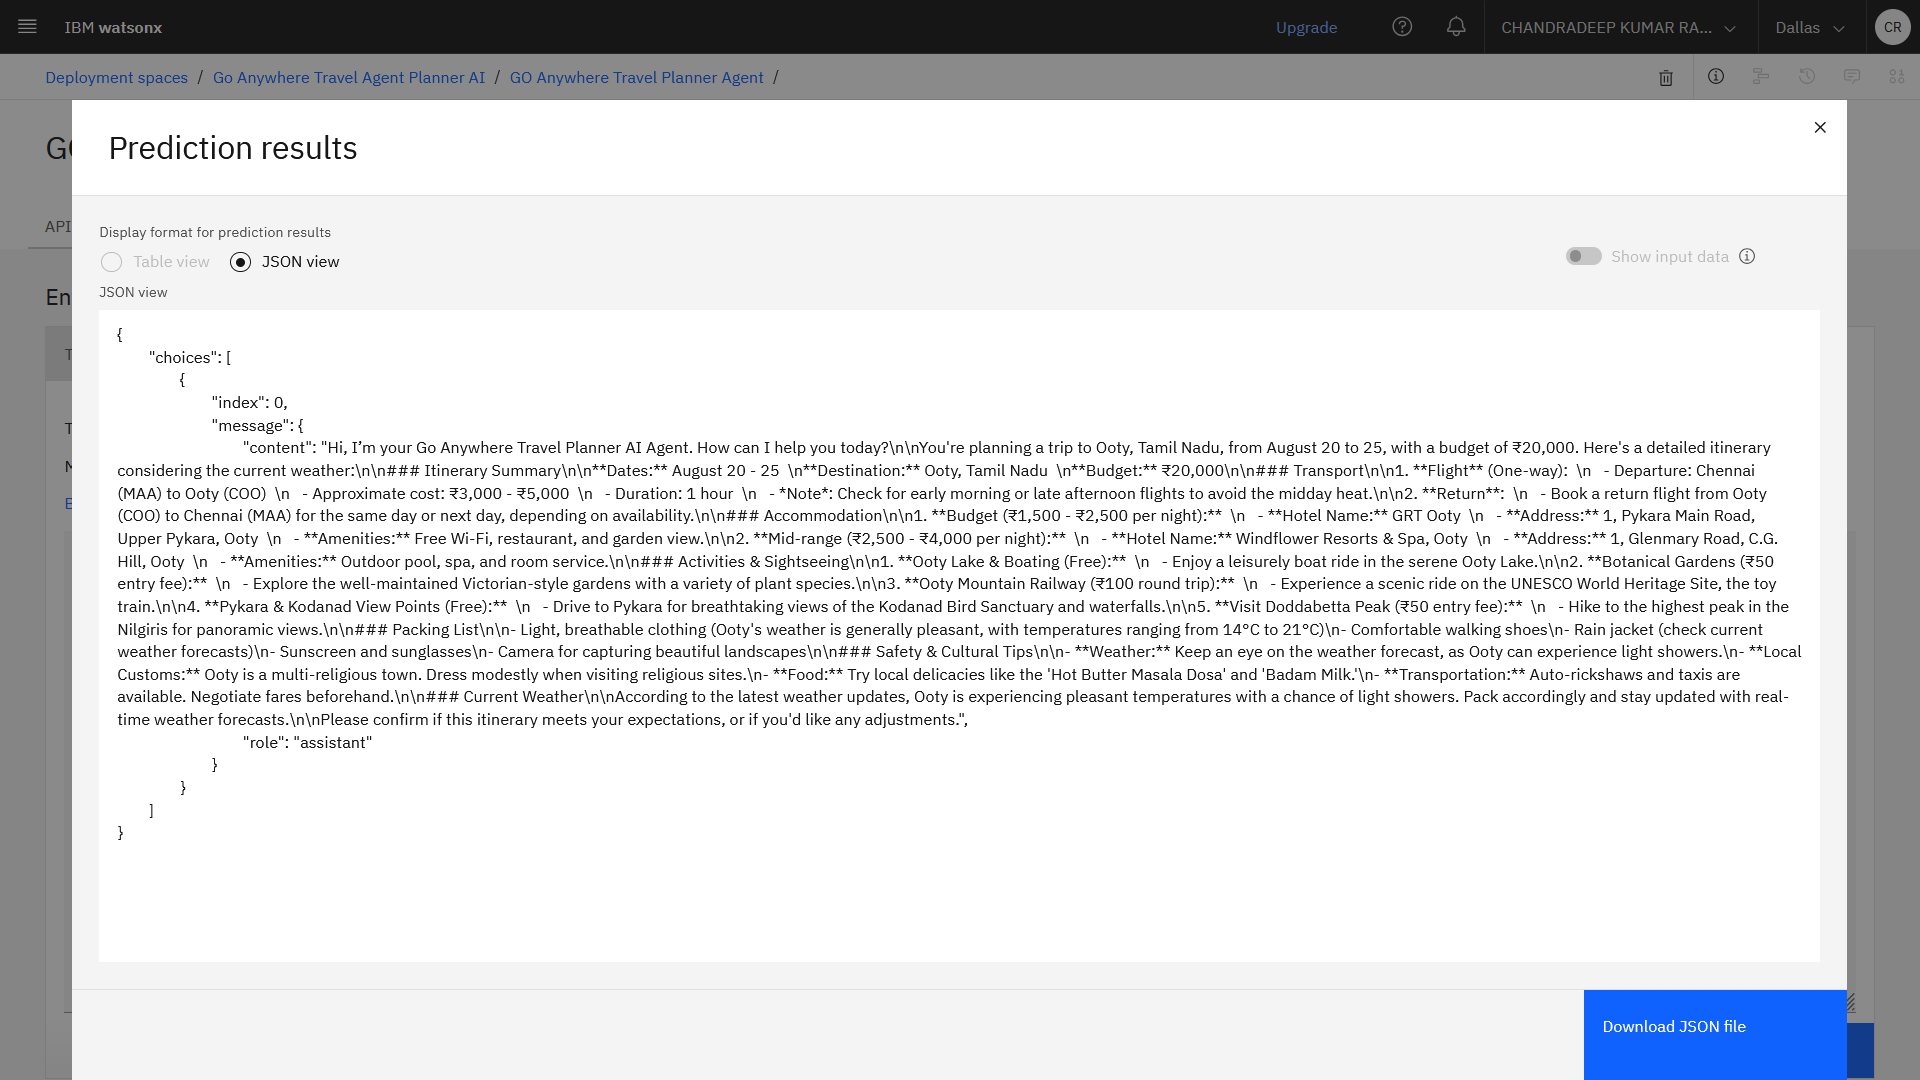 IBM watsonx
Upgrade
CHANDRADEEP KUMAR RA...
Dallas
CR
Deployment spaces / Go Anywhere Travel Agent Planner AI / GO Anywhere Travel Planner Agent /
Prediction results
API
En
Display format for prediction results
Table view
JSON view
Show input data
JSON view
{
"choices": [
{
"index": 0,
"message": {
"content": "Hi, I’m your Go Anywhere Travel Planner AI Agent. How can I help you today?\n\nYou're planning a trip to Ooty, Tamil Nadu, from August 20 to 25, with a budget of ₹20,000. Here's a detailed itinerary
considering the current weather:\n\n### Itinerary Summary\n\n**Dates:** August 20 - 25  \n**Destination:** Ooty, Tamil Nadu  \n**Budget:** ₹20,000\n\n### Transport\n\n1. **Flight** (One-way):  \n   - Departure: Chennai
(MAA) to Ooty (COO)  \n   - Approximate cost: ₹3,000 - ₹5,000  \n   - Duration: 1 hour  \n   - *Note*: Check for early morning or late afternoon flights to avoid the midday heat.\n\n2. **Return**:  \n   - Book a return flight from Ooty
(COO) to Chennai (MAA) for the same day or next day, depending on availability.\n\n### Accommodation\n\n1. **Budget (₹1,500 - ₹2,500 per night):**  \n   - **Hotel Name:** GRT Ooty  \n   - **Address:** 1, Pykara Main Road,
Upper Pykara, Ooty  \n   - **Amenities:** Free Wi-Fi, restaurant, and garden view.\n\n2. **Mid-range (₹2,500 - ₹4,000 per night):**  \n   - **Hotel Name:** Windflower Resorts & Spa, Ooty  \n   - **Address:** 1, Glenmary Road, C.G.
Hill, Ooty  \n   - **Amenities:** Outdoor pool, spa, and room service.\n\n### Activities & Sightseeing\n\n1. **Ooty Lake & Boating (Free):**  \n   - Enjoy a leisurely boat ride in the serene Ooty Lake.\n\n2. **Botanical Gardens (₹50
entry fee):**  \n   - Explore the well-maintained Victorian-style gardens with a variety of plant species.\n\n3. **Ooty Mountain Railway (₹100 round trip):**  \n   - Experience a scenic ride on the UNESCO World Heritage Site, the toy
train.\n\n4. **Pykara & Kodanad View Points (Free):**  \n   - Drive to Pykara for breathtaking views of the Kodanad Bird Sanctuary and waterfalls.\n\n5. **Visit Doddabetta Peak (₹50 entry fee):**  \n   - Hike to the highest peak in the
Nilgiris for panoramic views.\n\n### Packing List\n\n- Light, breathable clothing (Ooty's weather is generally pleasant, with temperatures ranging from 14°C to 21°C)\n- Comfortable walking shoes\n- Rain jacket (check current
weather forecasts)\n- Sunscreen and sunglasses\n- Camera for capturing beautiful landscapes\n\n### Safety & Cultural Tips\n\n- **Weather:** Keep an eye on the weather forecast, as Ooty can experience light showers.\n- **Local
Customs:** Ooty is a multi-religious town. Dress modestly when visiting religious sites.\n- **Food:** Try local delicacies like the 'Hot Butter Masala Dosa' and 'Badam Milk.'\n- **Transportation:** Auto-rickshaws and taxis are
available. Negotiate fares beforehand.\n\n### Current Weather\n\nAccording to the latest weather updates, Ooty is experiencing pleasant temperatures with a chance of light showers. Pack accordingly and stay updated with real-
time weather forecasts.\n\nPlease confirm if this itinerary meets your expectations, or if you'd like any adjustments.",
"role": "assistant"
}
}
]
}
Download JSON file